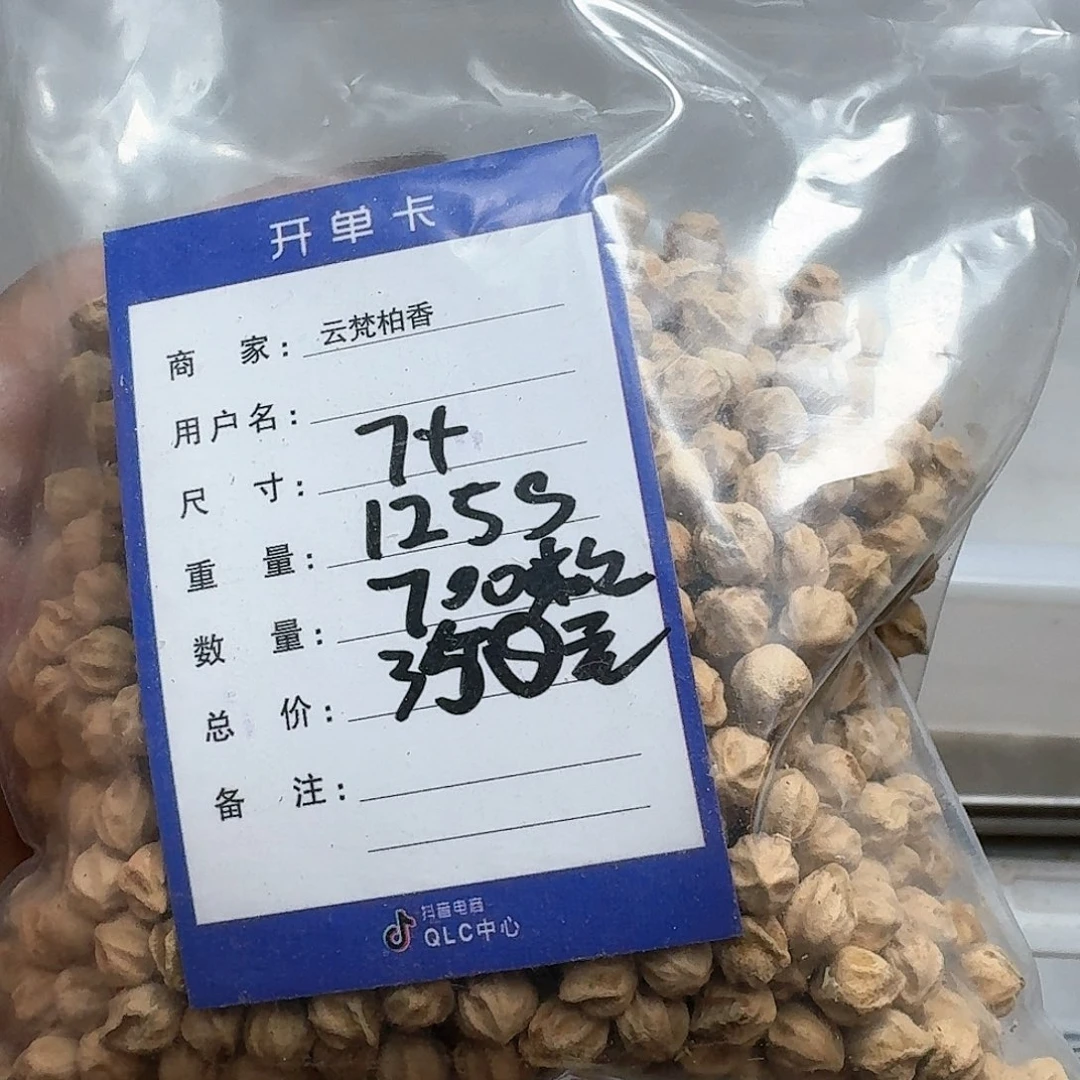 开单卡
商 家: 云梵柏香
用户名:
尺 寸: 7+
重 量: 125g
数 量: 700粒
总 价: 350元
备 注:
抖音电商
QLC中心